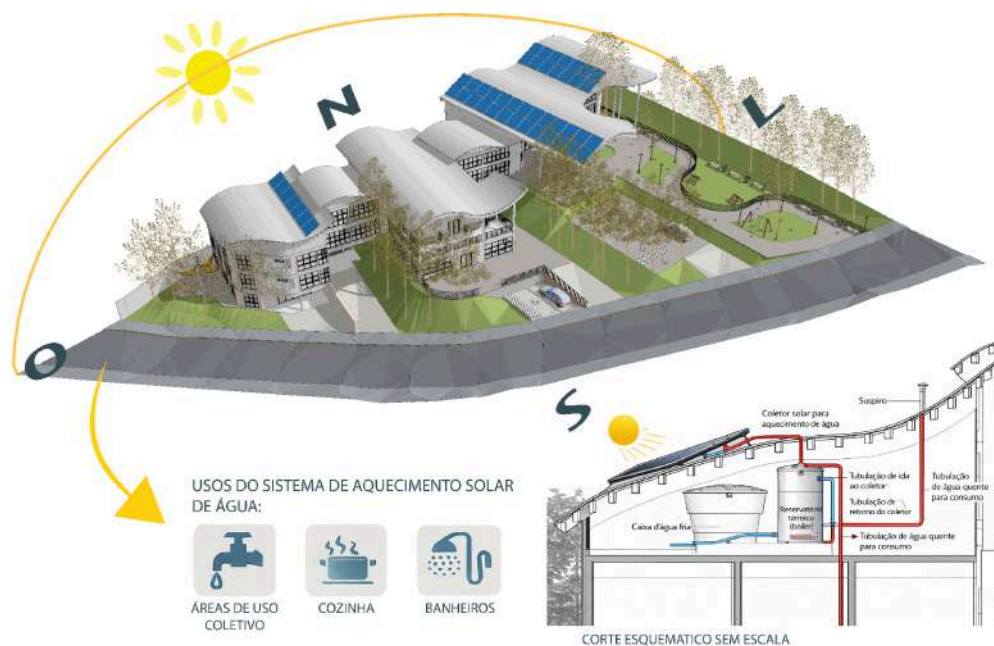 N
L
O
S
USOS DO SISTEMA DE AQUECIMENTO SOLAR
DE ÁGUA:
ÁREAS DE USO
COLETIVO
COZINHA
BANHEIROS
Suspiro
Coletor solar para
aquecimento de água
Tubulação de ida
ao coletor
Tubulação de
retorno do coletor
Tubulação
de água quente
para consumo
Reservatório
térmico
(boiler)
Caixa d'água fria
Tubulação de água quente
para consumo
CORTE ESQUEMATICO SEM ESCALA